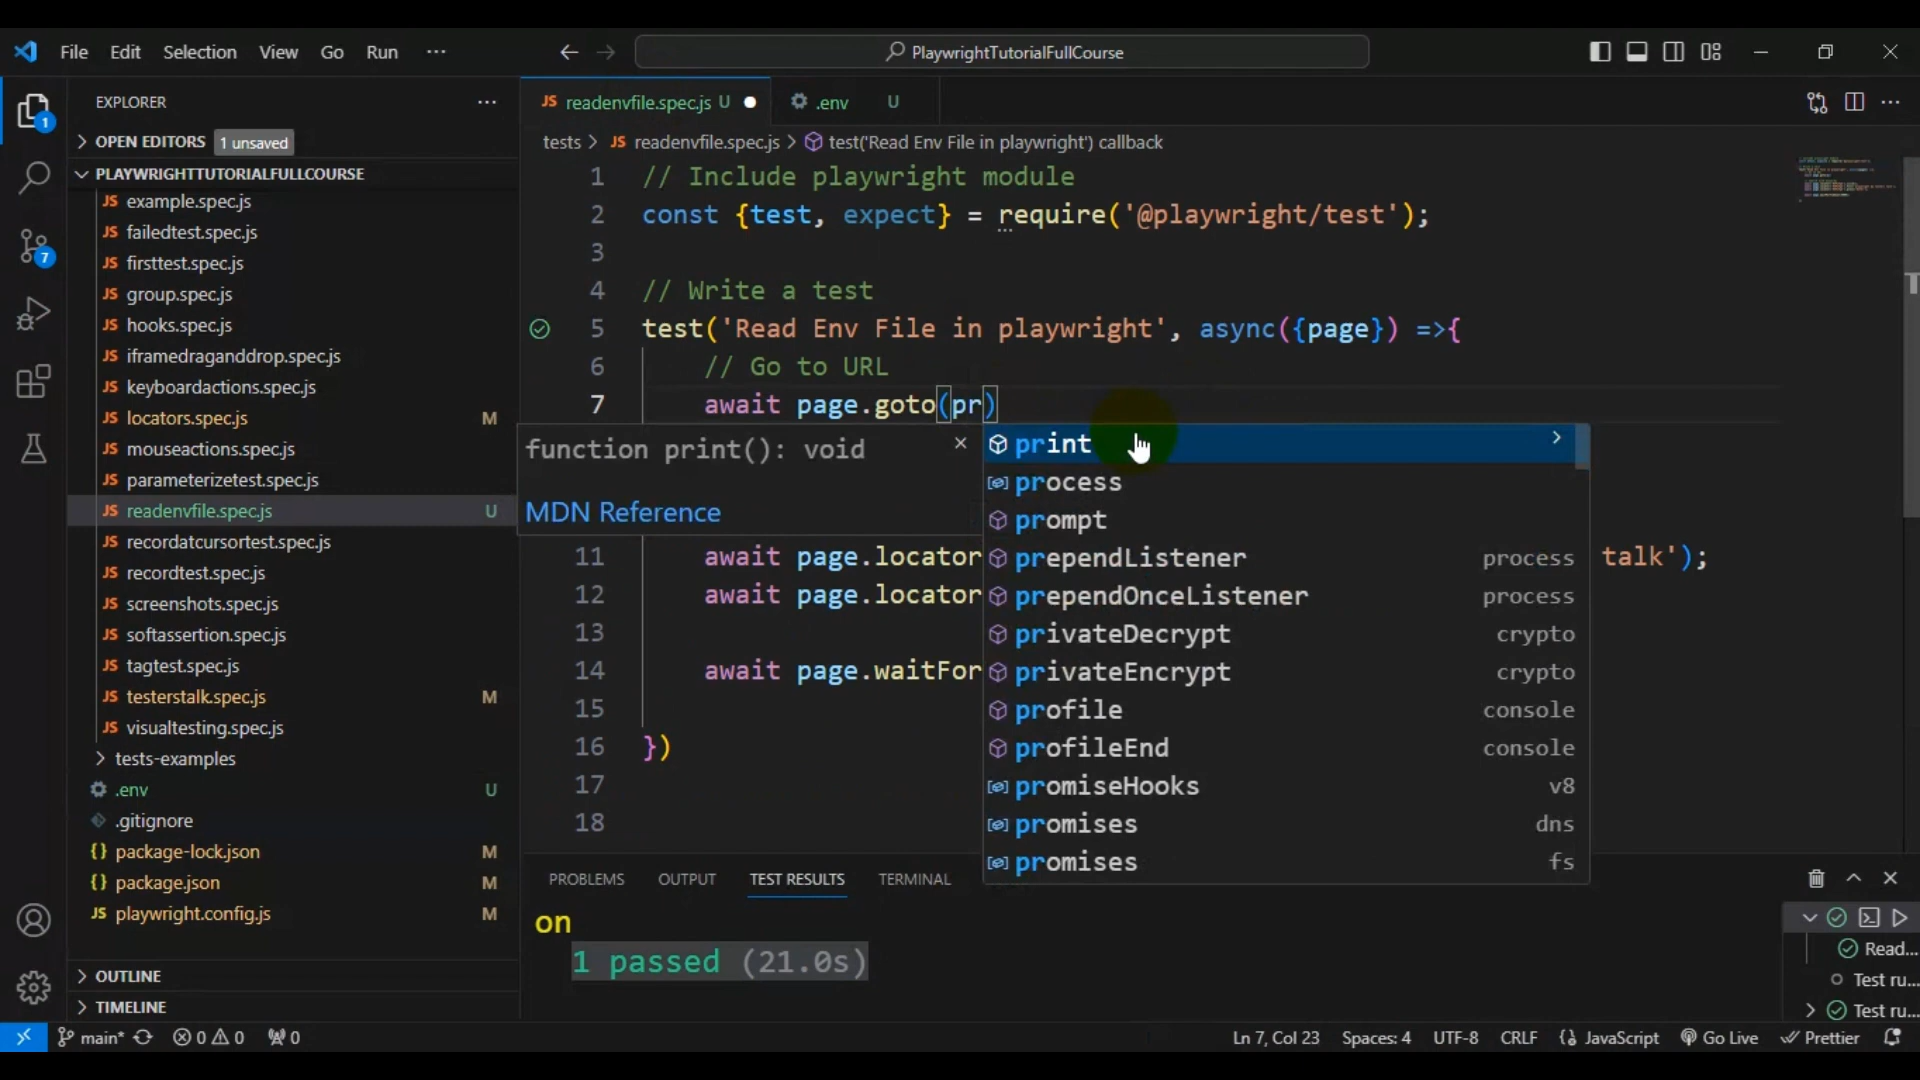 File Edit Selection View Go Run ···
PlaywrightTutorialFullCourse
EXPLORER ···
OPEN EDITORS 1 unsaved
PLAYWRIGHTTUTORIALFULLCOURSE
JS example.spec.js
JS failedtest.spec.js
JS firsttest.spec.js
JS group.spec.js
JS hooks.spec.js
JS iframedraganddrop.spec.js
JS keyboardactions.spec.js
JS locators.spec.js M
JS mouseactions.spec.js
JS parameterizetest.spec.js
JS readenvfile.spec.js U
JS recordatcursortest.spec.js
JS recordtest.spec.js
JS screenshots.spec.js
JS softassertion.spec.js
JS tagtest.spec.js
JS testerstalk.spec.js M
JS visualtesting.spec.js
> tests-examples
.env U
.gitignore
{} package-lock.json M
{} package.json M
JS playwright.config.js M
> OUTLINE
> TIMELINE
1
7
JS readenvfile.spec.js U .env U
tests > JS readenvfile.spec.js > test('Read Env File in playwright') callback
1 // Include playwright module
2 const {test, expect} = require('@playwright/test');
3
4 // Write a test
5 test('Read Env File in playwright', async({page}) =>{
6 // Go to URL
7 await page.goto(pr)
function print(): void
MDN Reference
print
process
prompt
prependListener process
prependOnceListener process
privateDecrypt crypto
privateEncrypt crypto
profile console
profileEnd console
promiseHooks v8
promises dns
promises fs
11 await page.locator talk');
12 await page.locator
13
14 await page.waitFor
15
16 })
17
18
PROBLEMS OUTPUT TEST RESULTS TERMINAL
on
1 passed (21.0s)
Read...
Test ru...
Test ru...
main* 0 0 0 Ln 7, Col 23 Spaces: 4 UTF-8 CRLF {} JavaScript Go Live Prettier